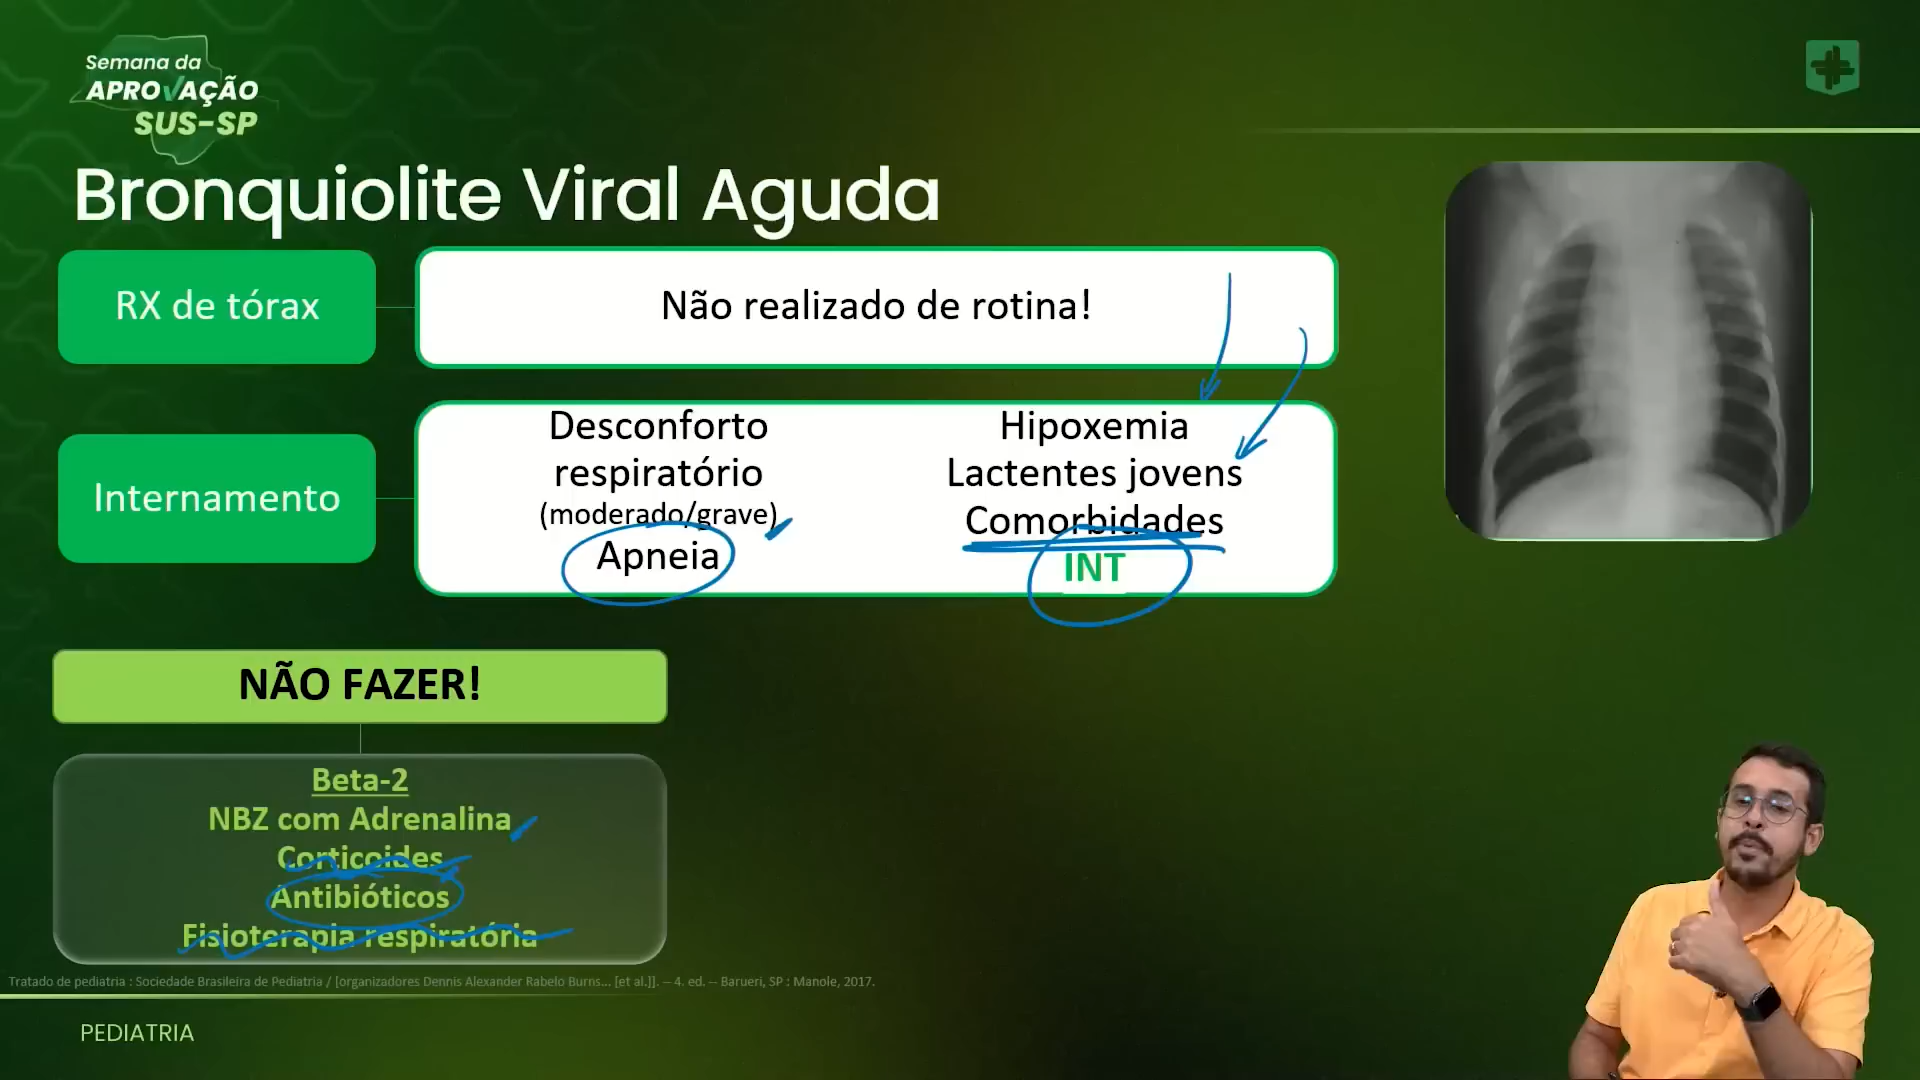 Semana da
APROVAÇÃO
SUS-SP
Bronquiolite Viral Aguda
RX de tórax
Não realizado de rotina!
Internamento
Desconforto
respiratório
(moderado/grave)
Apneia
Hipoxemia
Lactentes jovens
Comorbidades
INT
NÃO FAZER!
Beta-2
NBZ com Adrenalina
Corticoides
Antibióticos
Fisioterapia respiratória
Tratado de pediatria : Sociedade Brasileira de Pediatria / [organizadores Dennis Alexander Rabelo Burns... [et al.]]. -- 4. ed. -- Barueri, SP : Manole, 2017.
PEDIATRIA